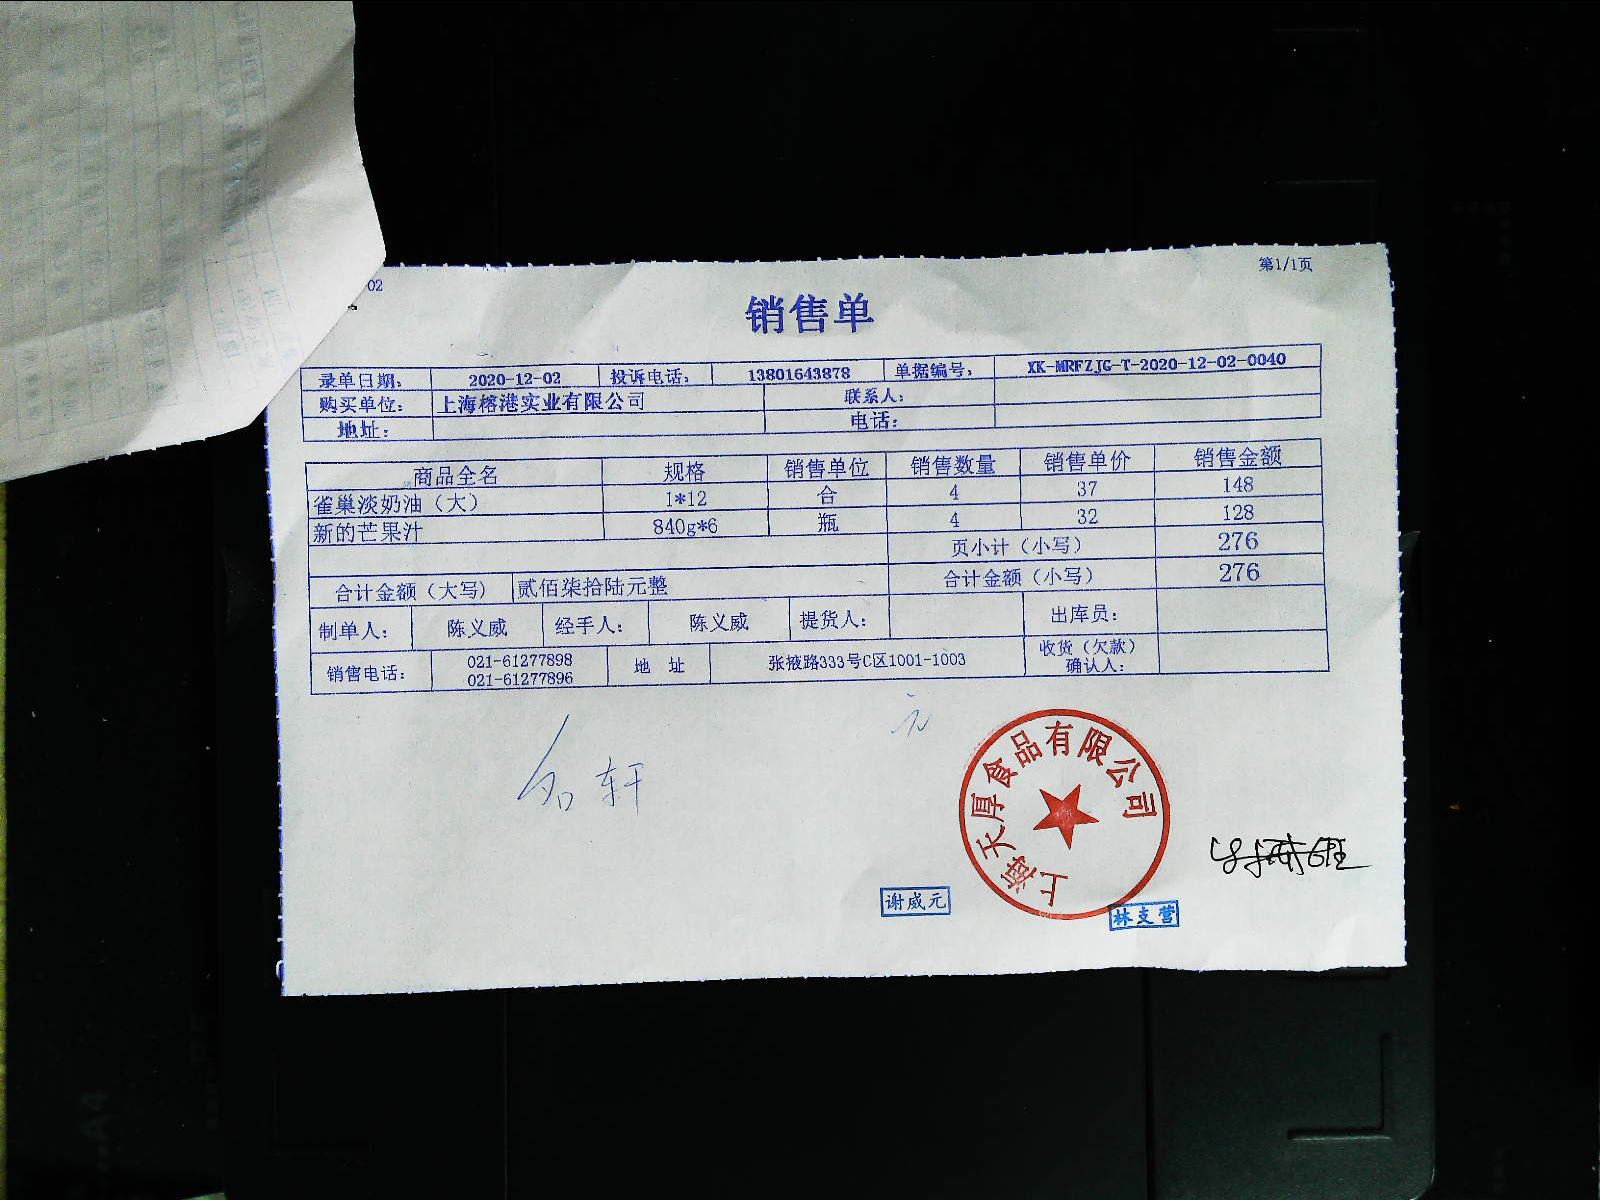 02
第1/1页
销售单
录单日期： 2020-12-02 投诉电话： 13801643878 单据编号： XK-MRFZJG-T-2020-12-02-0040
购买单位： 上海榕港实业有限公司 联系人：
地址： 电话：
商品全名 规格 销售单位 销售数量 销售单价 销售金额
雀巢淡奶油（大） 1*12 合 4 37 148
新的芒果汁 840g*6 瓶 4 32 128
页小计（小写） 276
合计金额（大写） 贰佰柒拾陆元整 合计金额（小写） 276
制单人： 陈义威 经手人： 陈义威 提货人： 出库员：
销售电话： 021-61277898 021-61277896 地 址 张掖路333号C区1001-1003 收货（欠款）确认人：
名轩
元
上海天厚食品有限公司
谢威元
林支营